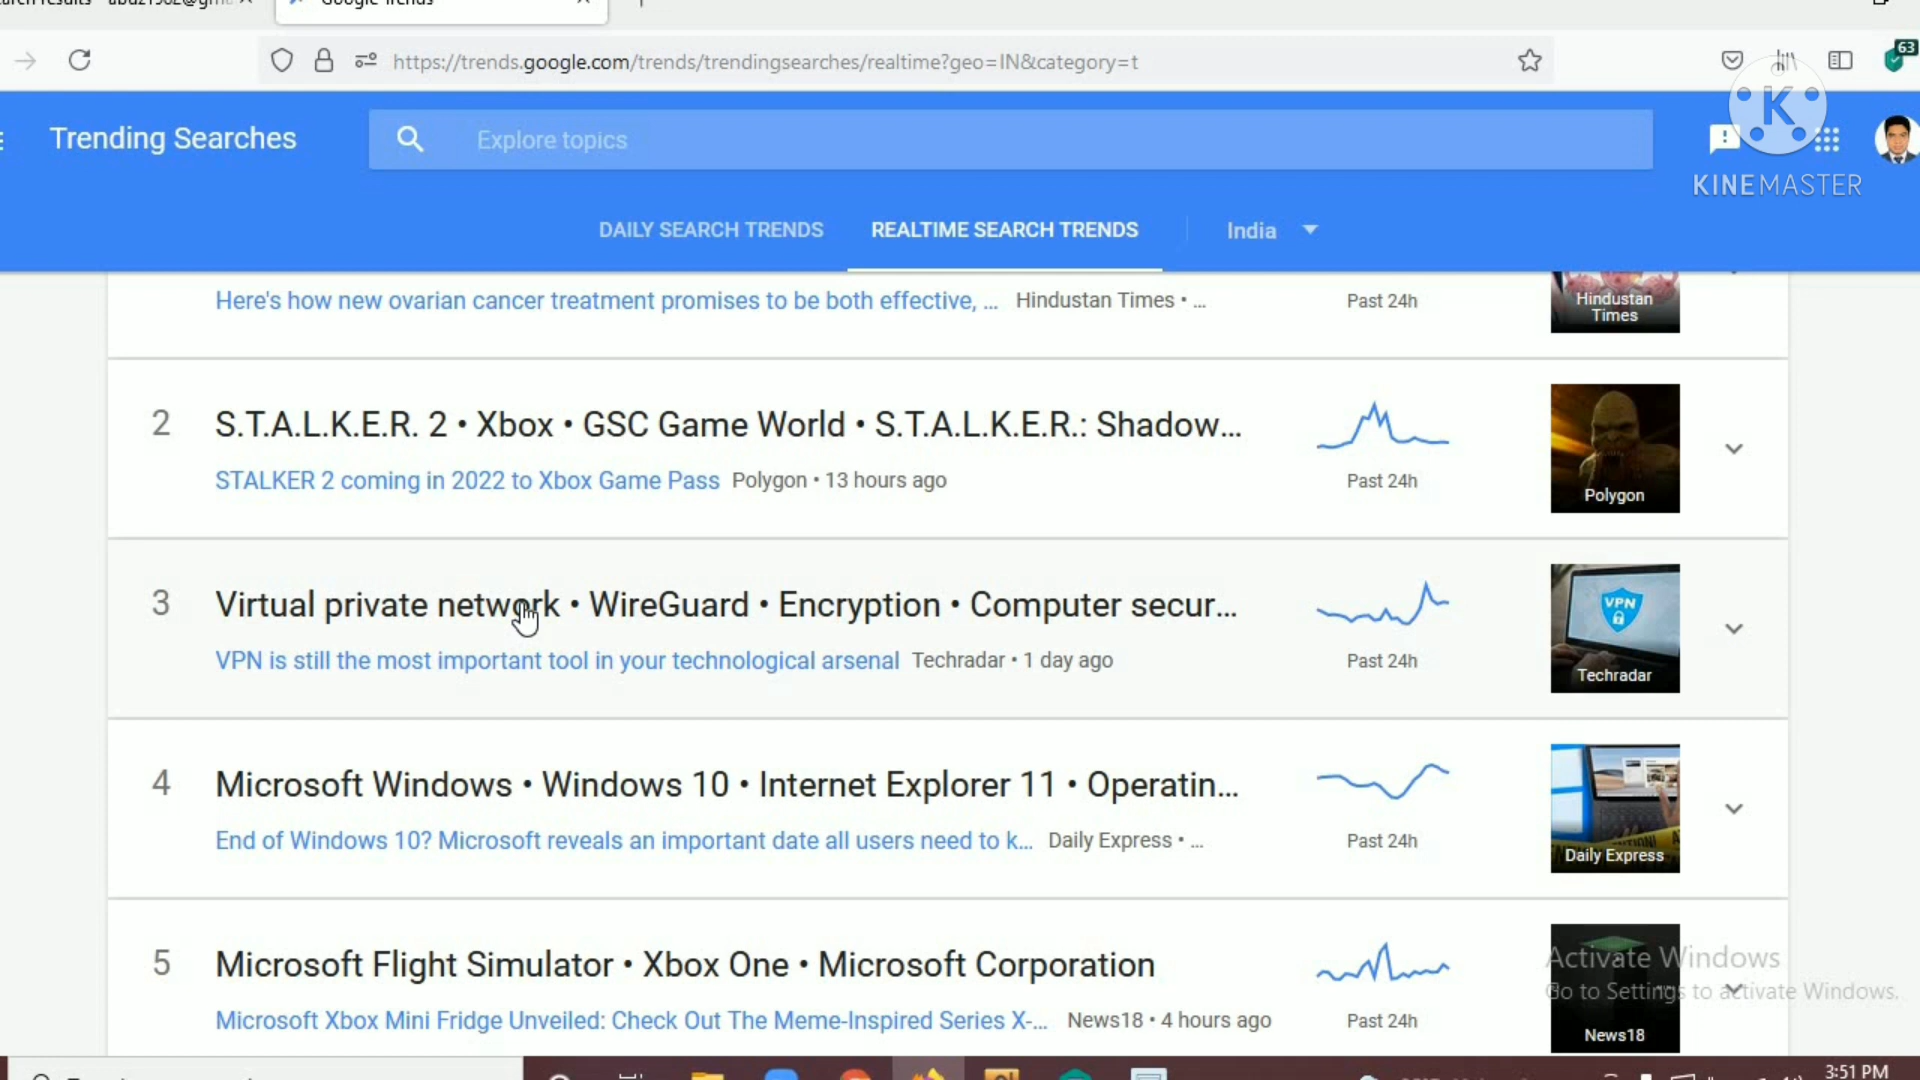 Google Trends
https://trends.google.com/trends/trendingsearches/realtime?geo=IN&category=t
63
Trending Searches
Explore topics
K
KINEMASTER
DAILY SEARCH TRENDS
REALTIME SEARCH TRENDS
India
Here's how new ovarian cancer treatment promises to be both effective, ... Hindustan Times • ...
Past 24h
Hindustan
Times
2
S.T.A.L.K.E.R. 2 • Xbox • GSC Game World • S.T.A.L.K.E.R.: Shadow...
STALKER 2 coming in 2022 to Xbox Game Pass Polygon • 13 hours ago
Past 24h
Polygon
3
Virtual private network • WireGuard • Encryption • Computer secur...
VPN is still the most important tool in your technological arsenal Techradar • 1 day ago
Past 24h
VPN
Techradar
4
Microsoft Windows • Windows 10 • Internet Explorer 11 • Operatin...
End of Windows 10? Microsoft reveals an important date all users need to k... Daily Express • ...
Past 24h
Daily Express
5
Microsoft Flight Simulator • Xbox One • Microsoft Corporation
Microsoft Xbox Mini Fridge Unveiled: Check Out The Meme-Inspired Series X-... News18 • 4 hours ago
Past 24h
News18
Activate Windows
Go to Settings to activate Windows.
3:51 PM